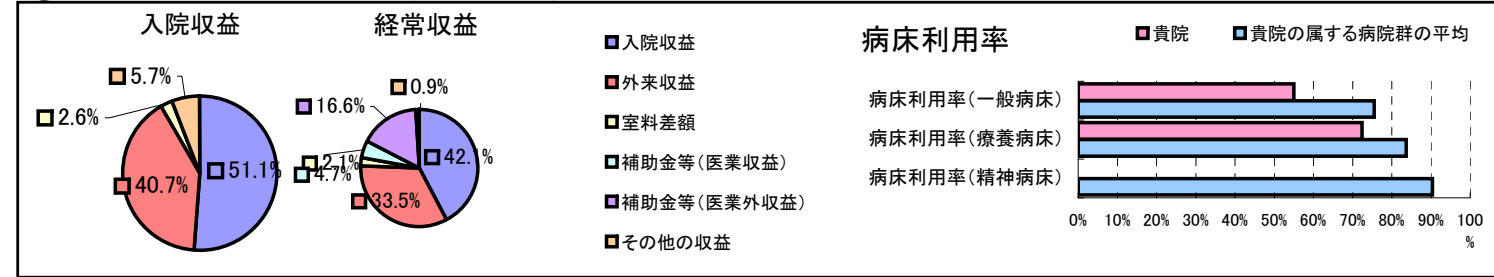 入院収益
5.7%
2.6%
40.7%
51.1%
経常収益
0.9%
16.6%
2.1%
4.7%
42.1%
33.5%
入院収益
外来収益
室料差額
補助金等(医業収益)
補助金等(医業外収益)
その他の収益
病床利用率
貴院
貴院の属する病院群の平均
病床利用率(一般病床)
病床利用率(療養病床)
病床利用率(精神病床)
0% 10% 20% 30% 40% 50% 60% 70% 80% 90% 100
%